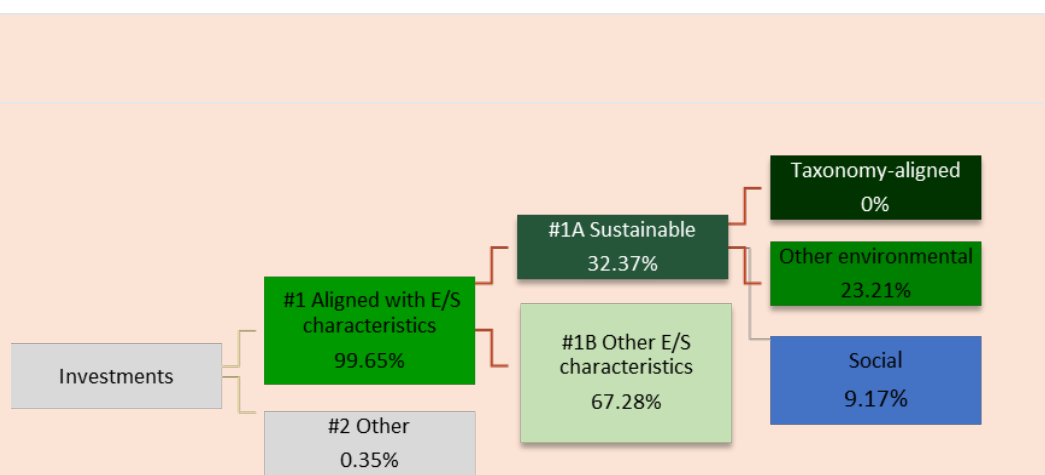 Investments
#1 Aligned with E/S
characteristics
99.65%
#2 Other
0.35%
#1A Sustainable
32.37%
#1B Other E/S
characteristics
67.28%
Taxonomy-aligned
0%
Other environmental
23.21%
Social
9.17%